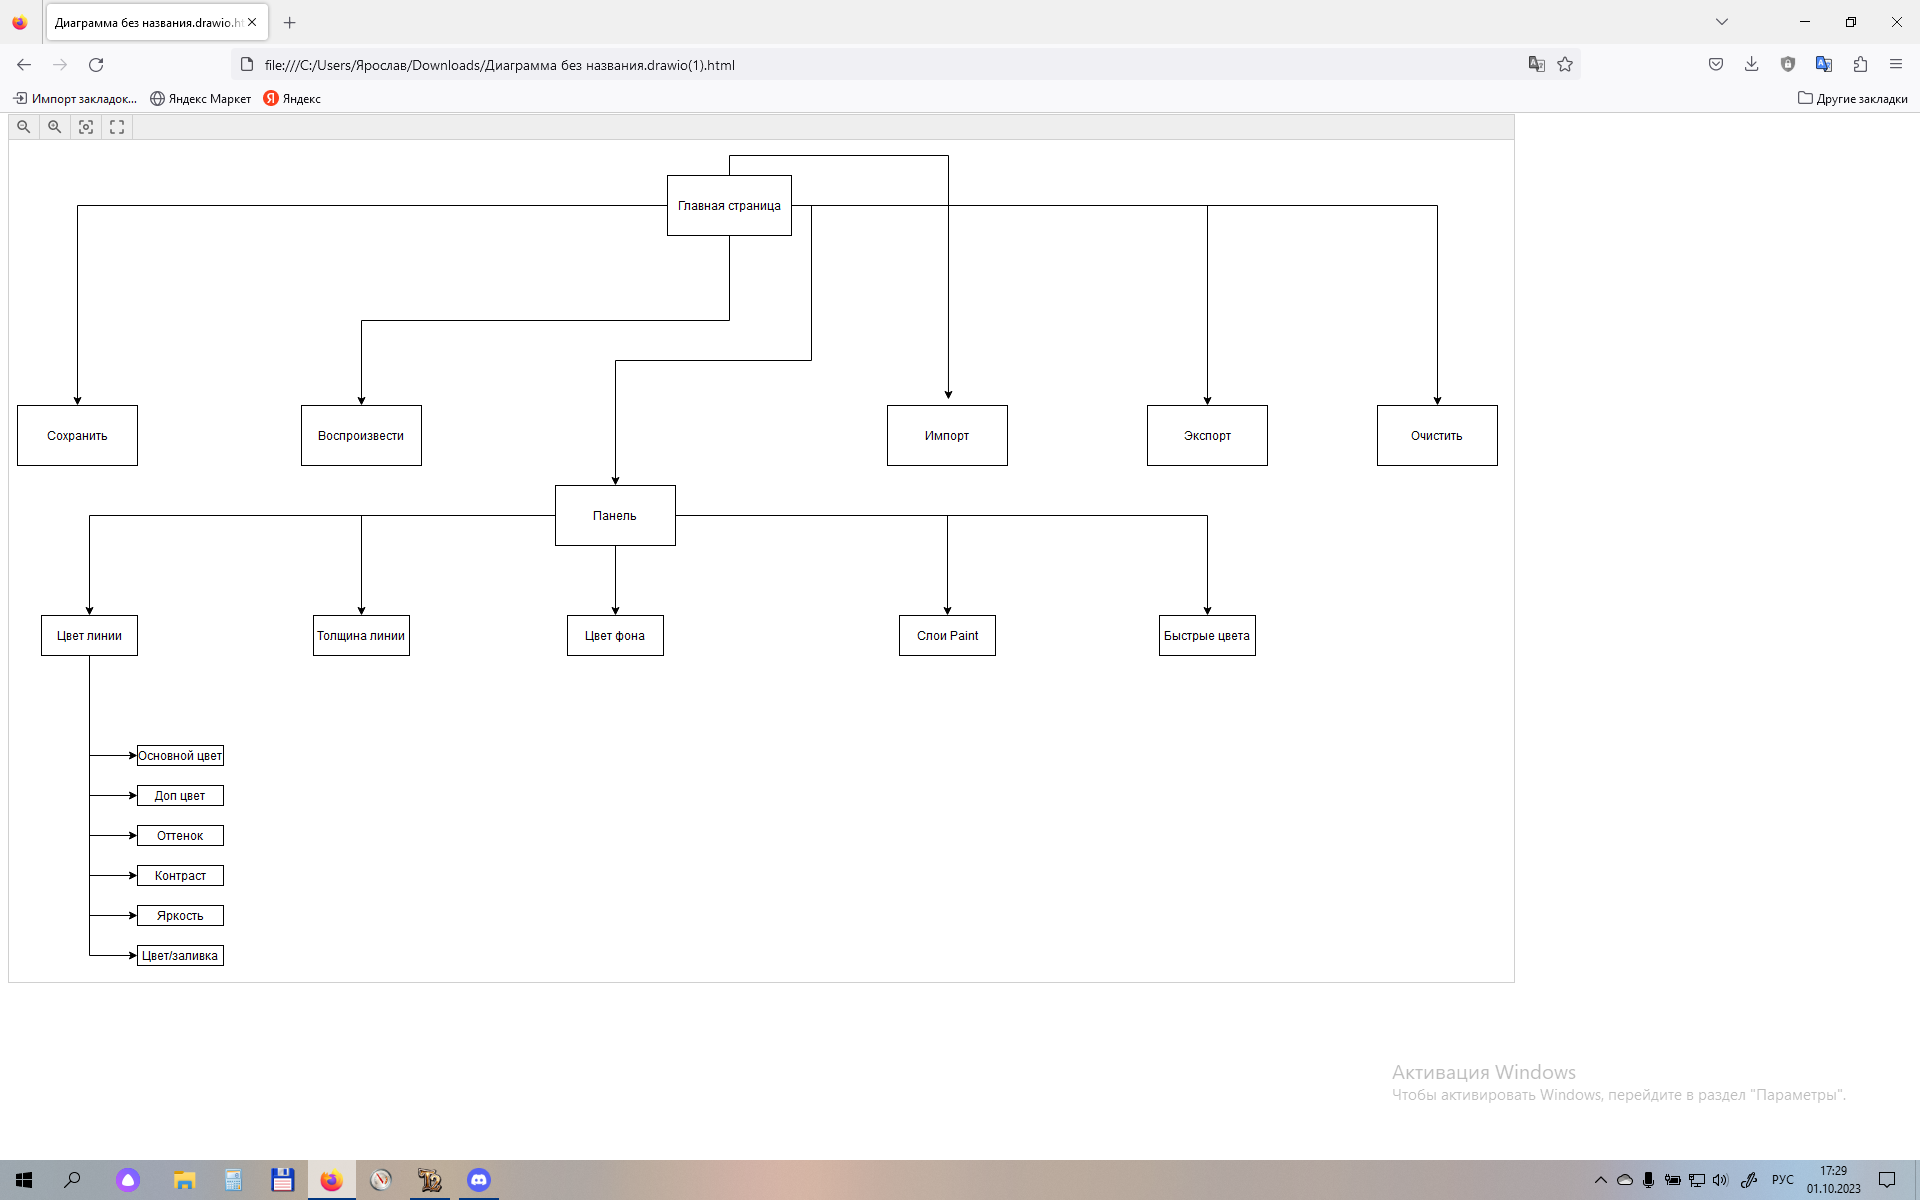 Диаграмма без названия.drawio.ht
file:///C:/Users/Ярослав/Downloads/Диаграмма без названия.drawio(1).html
Импорт закладок...
Яндекс Маркет
Яндекс
Другие закладки
Главная страница
Сохранить
Воспроизвести
Импорт
Экспорт
Очистить
Панель
Цвет линии
Толщина линии
Цвет фона
Слои Paint
Быстрые цвета
Основной цвет
Доп цвет
Оттенок
Контраст
Яркость
Цвет/заливка
Активация Windows
Чтобы активировать Windows, перейдите в раздел "Параметры".
РУС
17:29
01.10.2023